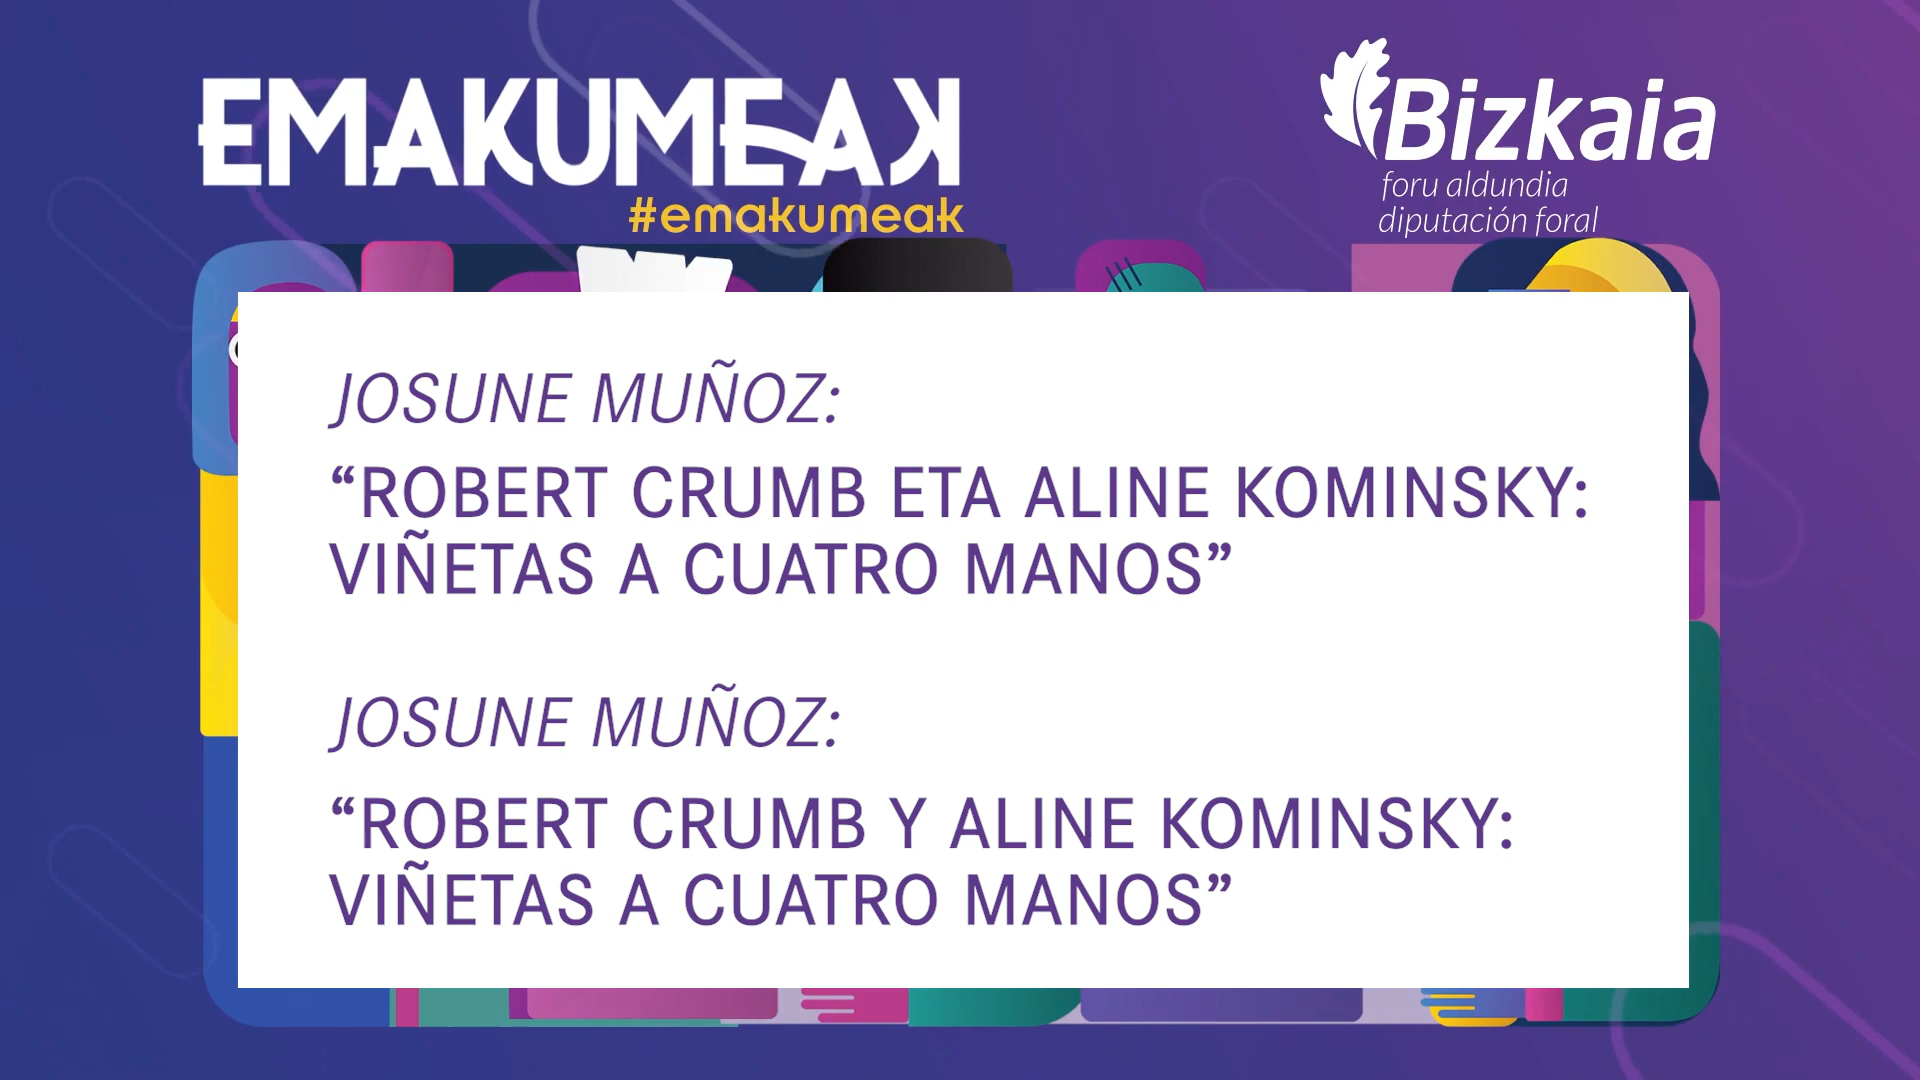 EMAKUMEAK
#emakumeak
Bizkaia
foru aldundia
diputación foral
JOSUNE MUÑOZ:
“ROBERT CRUMB ETA ALINE KOMINSKY:
VIÑETAS A CUATRO MANOS”
JOSUNE MUÑOZ:
“ROBERT CRUMB Y ALINE KOMINSKY:
VIÑETAS A CUATRO MANOS”